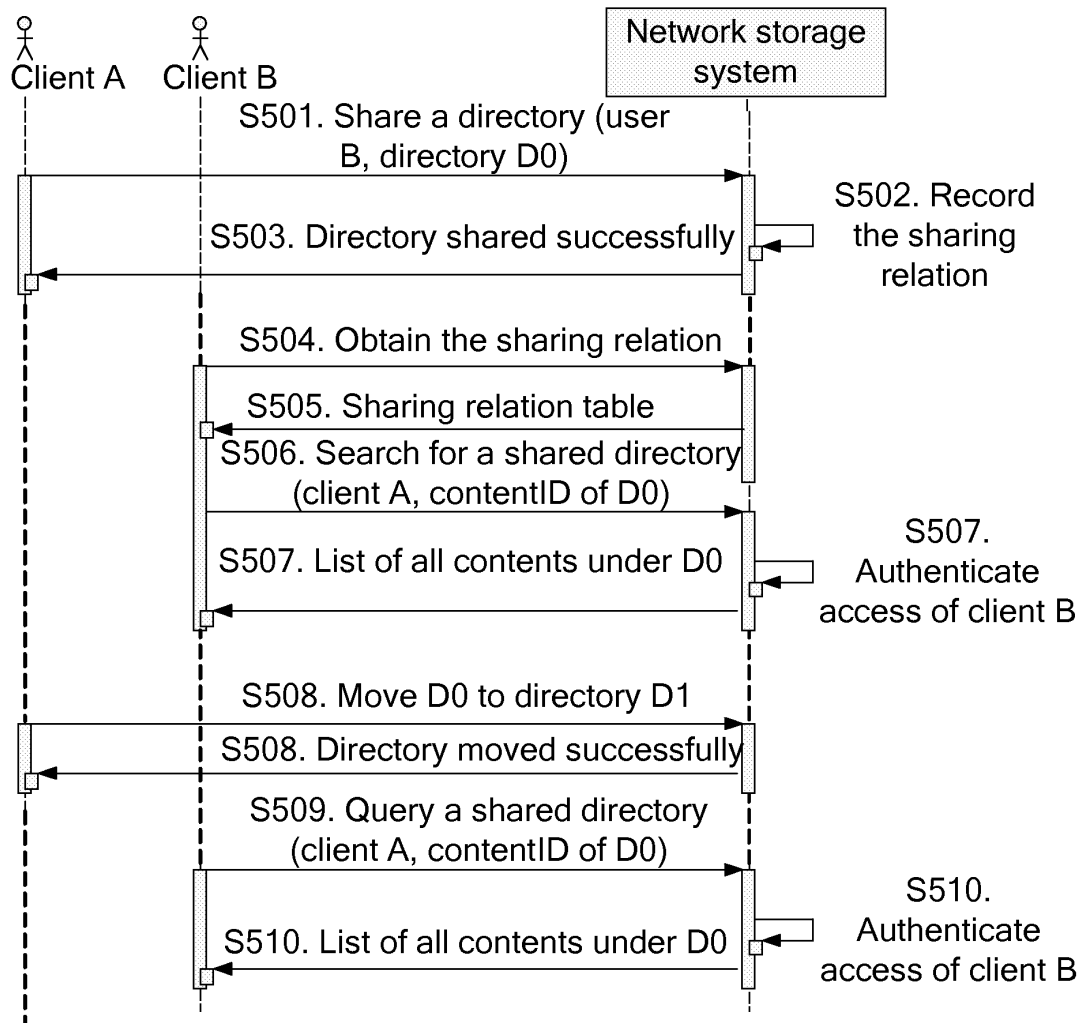 Client A
Client B
Network storage
system
S501. Share a directory (user
B, directory D0)
S502. Record
the sharing
relation
S503. Directory shared successfully
S504. Obtain the sharing relation
S505. Sharing relation table
S506. Search for a shared directory
(client A, contentID of D0)
S507. List of all contents under D0
S507.
Authenticate
access of client B
S508. Move D0 to directory D1
S508. Directory moved successfully
S509. Query a shared directory
(client A, contentID of D0)
S510. List of all contents under D0
S510.
Authenticate
access of client B